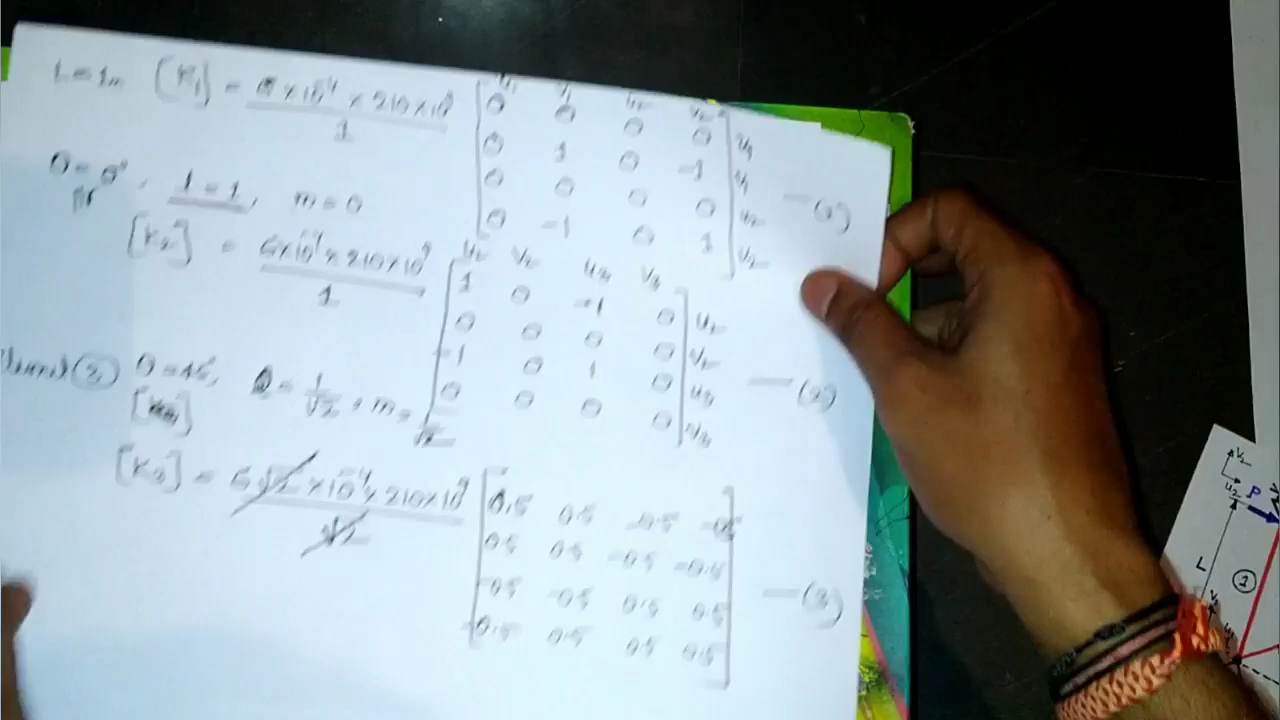 L = 1m [K₁] = 6 × 10⁻⁴ × 210 × 10⁹ / 1
u₁ v₁ u₂ v₂
0 0 0 0 u₁
0 1 0 -1 v₁
0 0 0 0 u₂ —(1)
0 -1 0 1 v₂
θ = 0°, l = 1, m = 0
[K₂] = 6×10⁻⁴ × 210×10⁹ / 1
u₂ v₂ u₃ v₃
1 0 -1 0 u₂
0 0 0 0 v₂
-1 0 1 0 u₃ —(2)
0 0 0 0 v₃
θ = 45°, l = 1/√2, m =
[K₃] = 6√2 × 10⁻⁴ × 210×10⁹ / √2
0.5 0.5 -0.5 -0.5
0.5 0.5 -0.5 -0.5
-0.5 -0.5 0.5 0.5 —(3)
-0.5 0.5 0.5 0.5
v₂
u₂ P
L
1